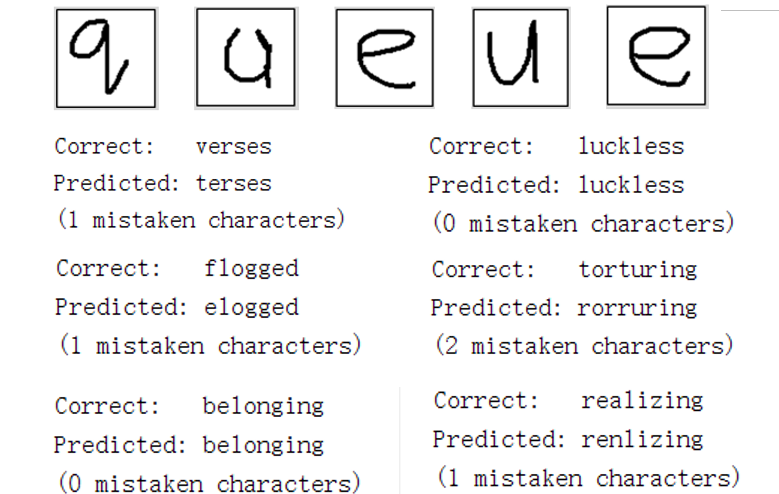 queue
Correct: verses
Predicted: terses
(1 mistaken characters)
Correct: luckless
Predicted: luckless
(0 mistaken characters)
Correct: flogged
Predicted: elogged
(1 mistaken characters)
Correct: torturing
Predicted: rorruring
(2 mistaken characters)
Correct: belonging
Predicted: belonging
(0 mistaken characters)
Correct: realizing
Predicted: renlizing
(1 mistaken characters)